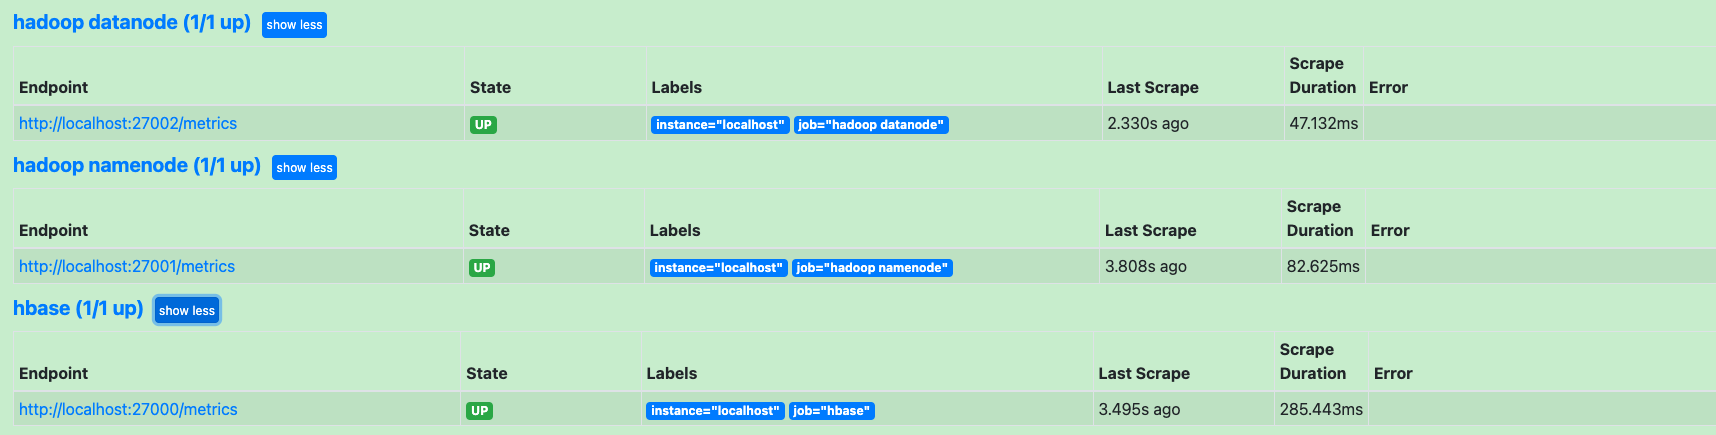 hadoop datanode (1/1 up) show less
Endpoint State Labels Last Scrape Scrape Duration Error
http://localhost:27002/metrics UP instance="localhost" job="hadoop datanode" 2.330s ago 47.132ms
hadoop namenode (1/1 up) show less
Endpoint State Labels Last Scrape Scrape Duration Error
http://localhost:27001/metrics UP instance="localhost" job="hadoop namenode" 3.808s ago 82.625ms
hbase (1/1 up) show less
Endpoint State Labels Last Scrape Scrape Duration Error
http://localhost:27000/metrics UP instance="localhost" job="hbase" 3.495s ago 285.443ms